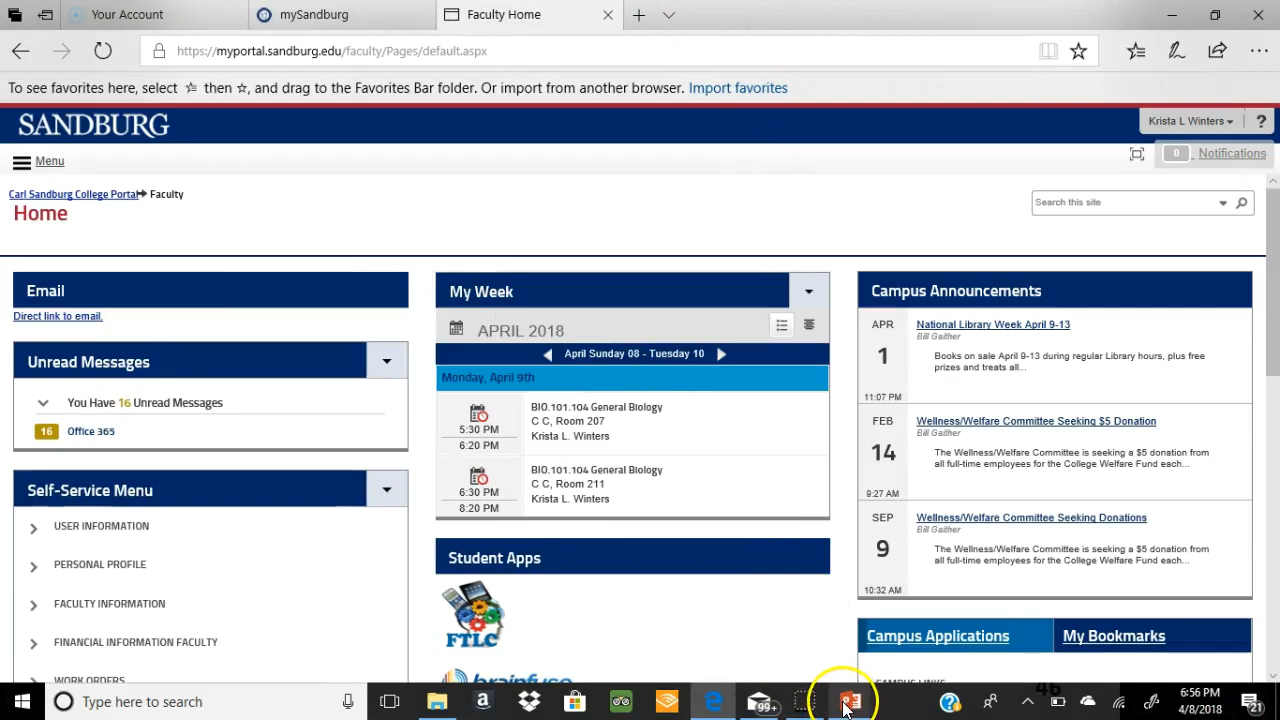 Your Account
mySandburg
Faculty Home
https://myportal.sandburg.edu/faculty/Pages/default.aspx
To see favorites here, select ☆ then ☆, and drag to the Favorites Bar folder. Or import from another browser. Import favorites
SANDBURG
Krista L Winters
?
Menu
0 Notifications
Carl Sandburg College Portal Faculty
Home
Search this site
Email
Direct link to email.
Unread Messages
You Have 16 Unread Messages
16 Office 365
Self-Service Menu
USER INFORMATION
PERSONAL PROFILE
FACULTY INFORMATION
FINANCIAL INFORMATION FACULTY
WORK ORDERS
My Week
APRIL 2018
April Sunday 08 - Tuesday 10
Monday, April 9th
5:30 PM
6:20 PM
BIO.101.104 General Biology
C C, Room 207
Krista L. Winters
6:30 PM
8:20 PM
BIO.101.104 General Biology
C C, Room 211
Krista L. Winters
Student Apps
FTLC
brainfuse
Campus Announcements
APR
1
11:07 PM
National Library Week April 9-13
Bill Gaither
Books on sale April 9-13 during regular Library hours, plus free
prizes and treats all...
FEB
14
9:27 AM
Wellness/Welfare Committee Seeking $5 Donation
Bill Gaither
The Wellness/Welfare Committee is seeking a $5 donation from
all full-time employees for the College Welfare Fund each...
SEP
9
10:32 AM
Wellness/Welfare Committee Seeking Donations
Bill Gaither
The Wellness/Welfare Committee is seeking a $5 donation from
all full-time employees for the College Welfare Fund each...
Campus Applications
My Bookmarks
CAMPUS LINKS
Type here to search
99+
46
6:56 PM
4/8/2018
21